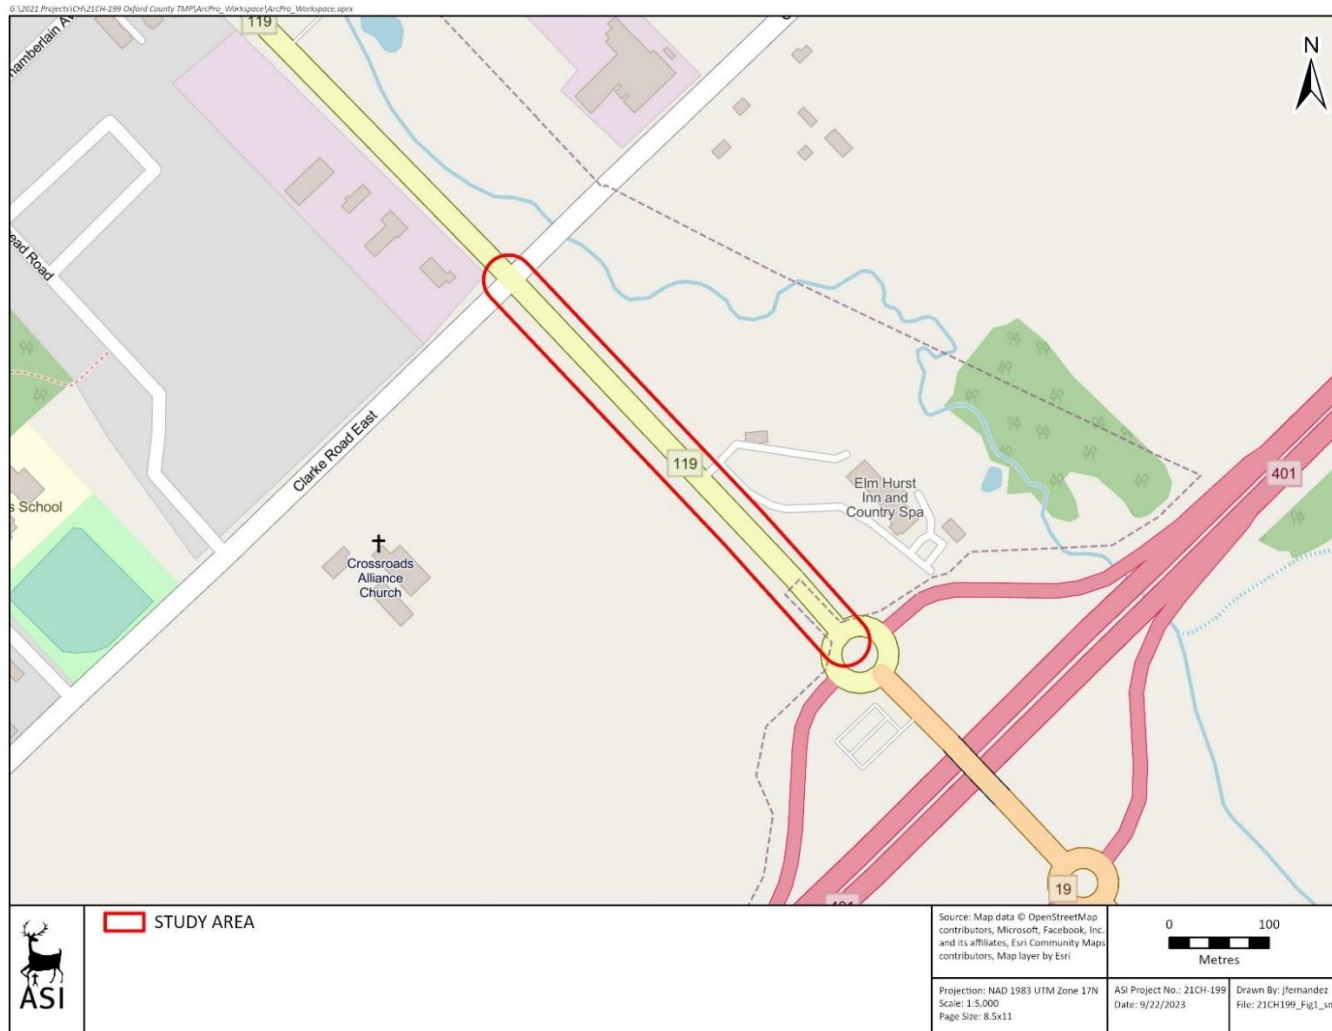 G:\2021 Projects\CH\21CH-199 Oxford County TMP\ArcPro_Workspace\ArcPro_Workspace.aprx
119
N
Clarke Road East
119
401
Elm Hurst
Inn and
Country Spa
s School
Crossroads
Alliance
Church
19
ASI
STUDY AREA
Source: Map data © OpenStreetMap
contributors, Microsoft, Facebook, Inc.
and its affiliates, Esri Community Maps
contributors, Map layer by Esri
0 100
Metres
Projection: NAD 1983 UTM Zone 17N
Scale: 1:5,000
Page Size: 8.5x11
ASI Project No.: 21CH-199
Date: 9/22/2023
Drawn By: jfernandez
File: 21CH199_Fig1_sn